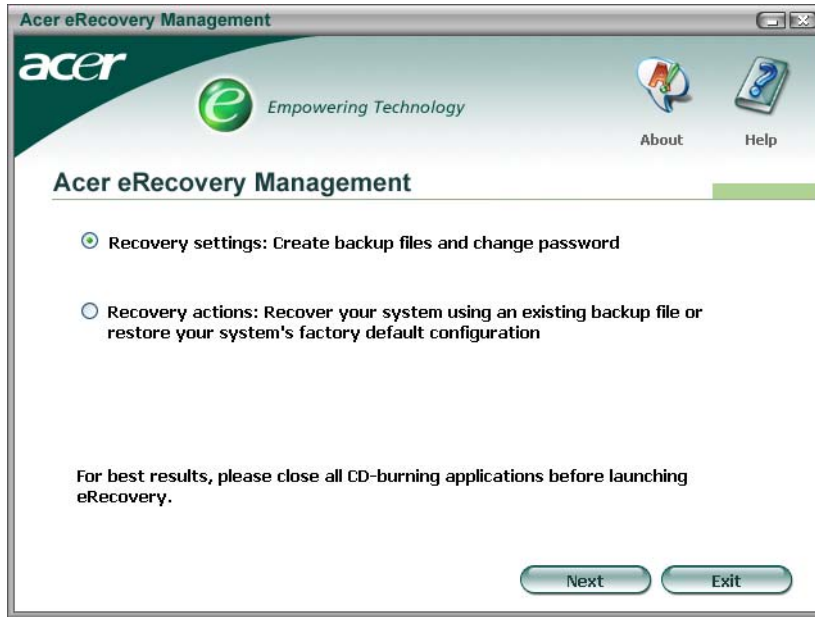 Acer eRecovery Management
acer
e Empowering Technology
About
Help
Acer eRecovery Management
Recovery settings: Create backup files and change password
Recovery actions: Recover your system using an existing backup file or
restore your system's factory default configuration
For best results, please close all CD-burning applications before launching
eRecovery.
Next
Exit